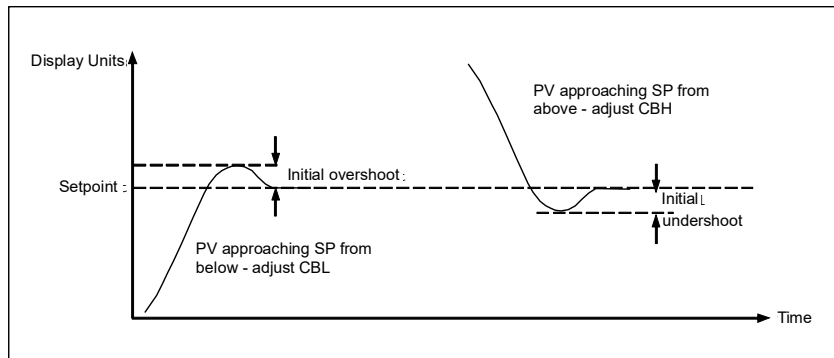 Display Units
PV approaching SP from
above - adjust CBH
Initial overshoot
Setpoint
Initial
undershoot
PV approaching SP from
below - adjust CBL
Time